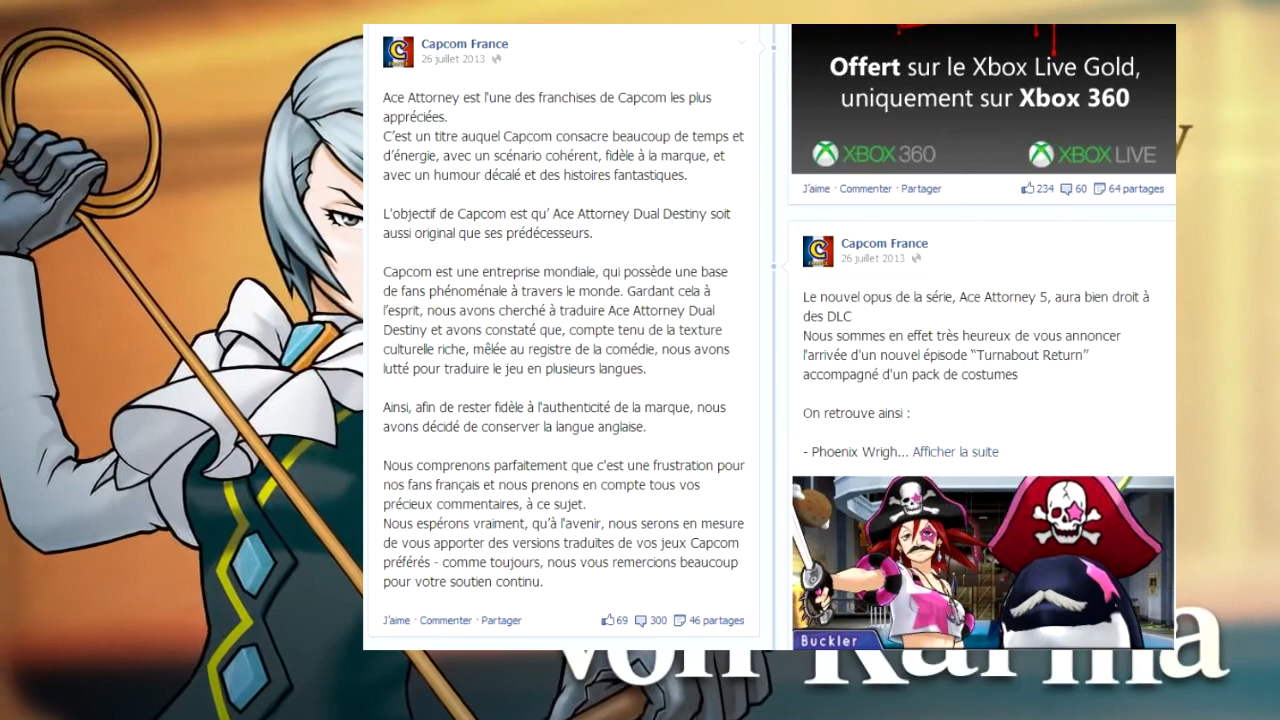 Capcom France
26 juillet 2013
Ace Attorney est l'une des franchises de Capcom les plus
appréciées.
C'est un titre auquel Capcom consacre beaucoup de temps et
d'énergie, avec un scénario cohérent, fidèle à la marque, et
avec un humour décalé et des histoires fantastiques.
L'objectif de Capcom est qu' Ace Attorney Dual Destiny soit
aussi original que ses prédécesseurs.
Capcom est une entreprise mondiale, qui possède une base
de fans phénoménale à travers le monde. Gardant cela à
l'esprit, nous avons cherché à traduire Ace Attorney Dual
Destiny et avons constaté que, compte tenu de la texture
culturelle riche, mêlée au registre de la comédie, nous avons
lutté pour traduire le jeu en plusieurs langues.
Ainsi, afin de rester fidèle à l'authenticité de la marque, nous
avons décidé de conserver la langue anglaise.
Nous comprenons parfaitement que c'est une frustration pour
nos fans français et nous prenons en compte tous vos
précieux commentaires, à ce sujet.
Nous espérons vraiment, qu'à l'avenir, nous serons en mesure
de vous apporter des versions traduites de vos jeux Capcom
préférés - comme toujours, nous vous remercions beaucoup
pour votre soutien continu.
J'aime · Commenter · Partager 69 300 46 partages
Offert sur le Xbox Live Gold,
uniquement sur Xbox 360
XBOX 360 XBOX LIVE
J'aime · Commenter · Partager 234 60 64 partages
Capcom France
26 juillet 2013
Le nouvel opus de la série, Ace Attorney 5, aura bien droit à
des DLC
Nous sommes en effet très heureux de vous annoncer
l'arrivée d'un nouvel épisode "Turnabout Return"
accompagné d'un pack de costumes
On retrouve ainsi :
- Phoenix Wrigh... Afficher la suite
Buckler
von Karma